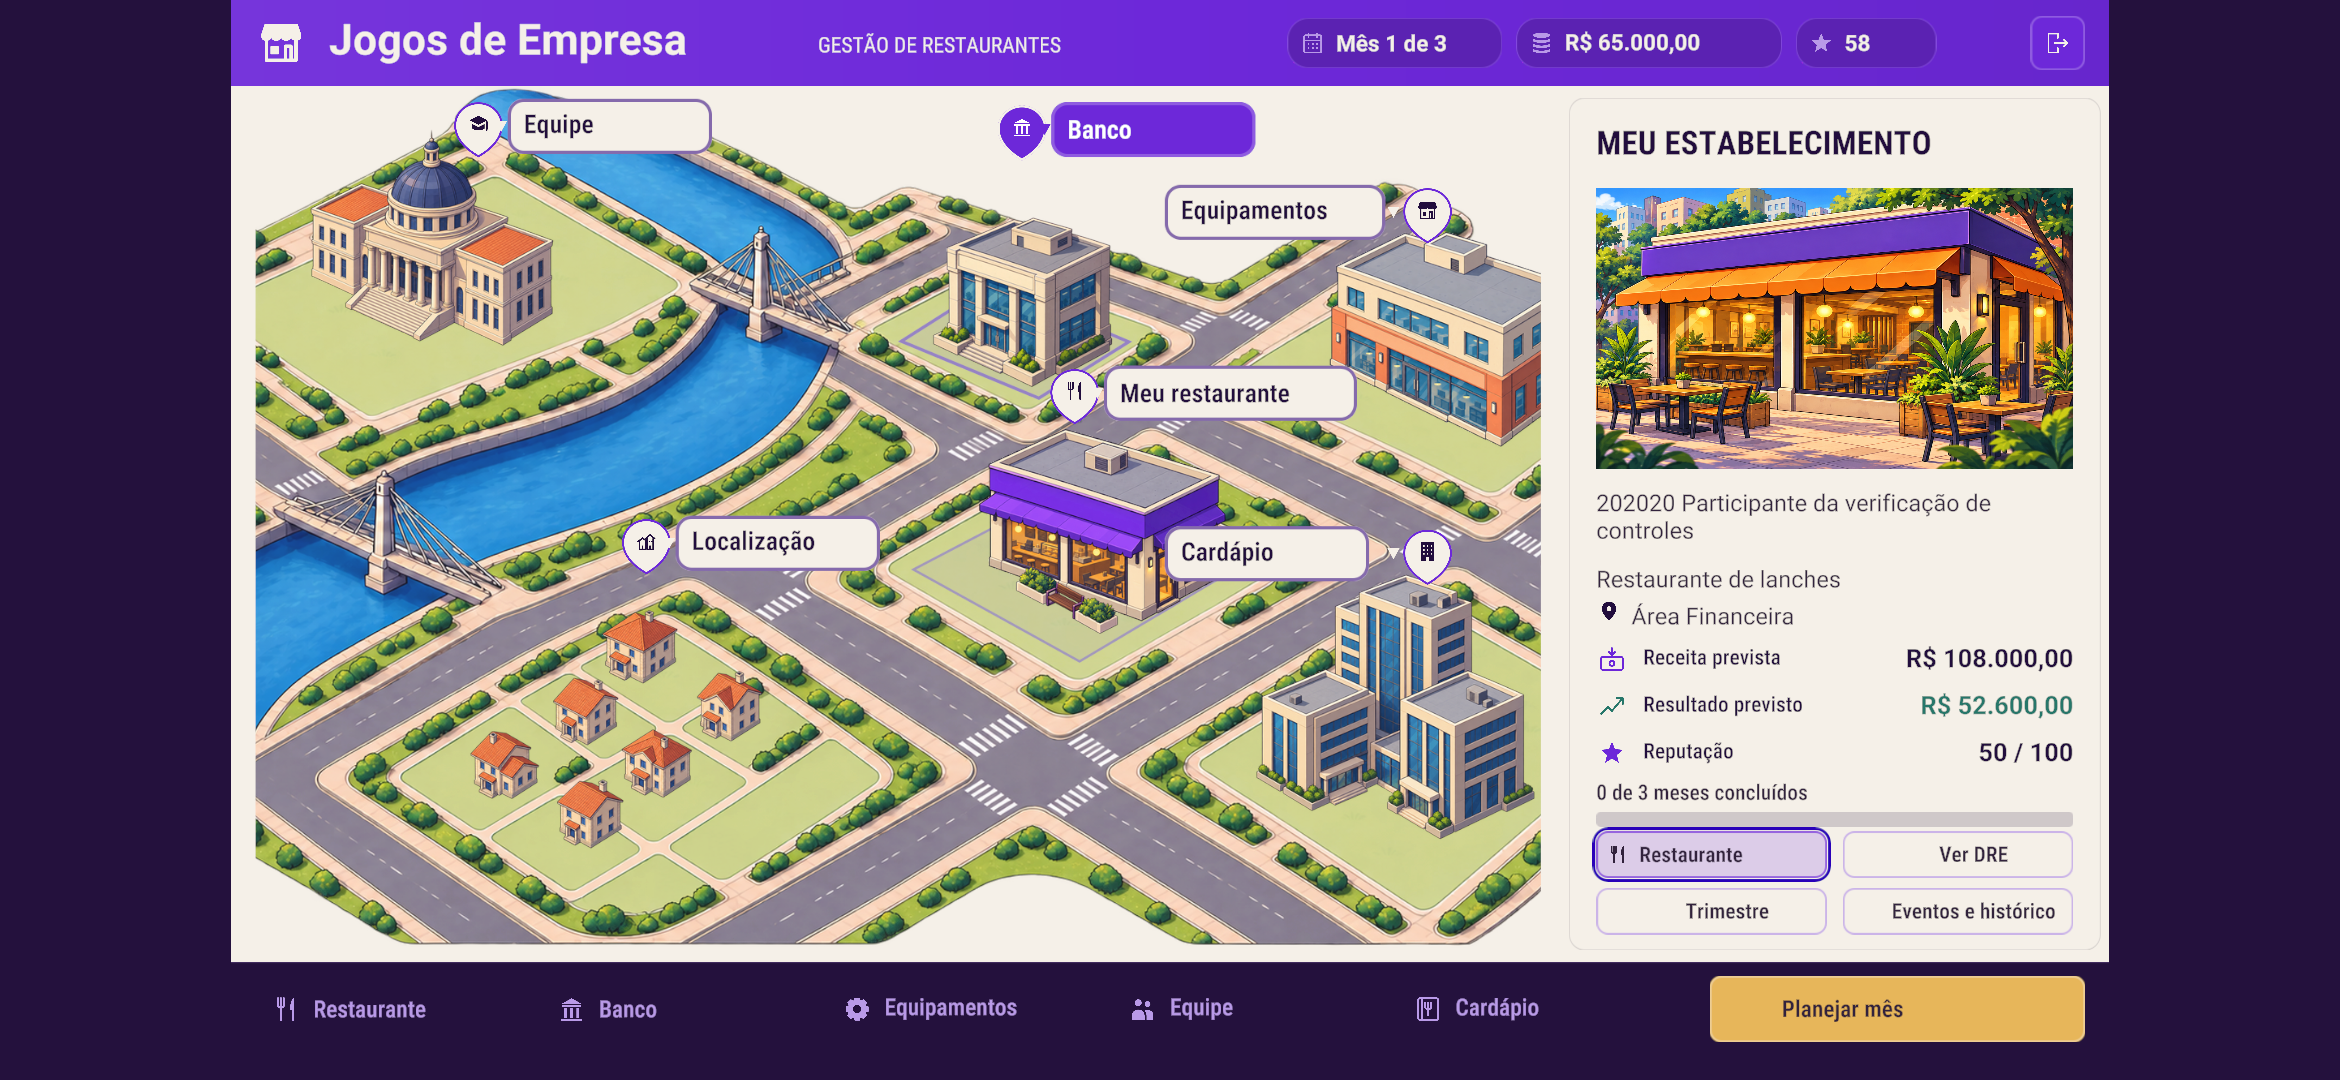 Jogos de Empresa
GESTÃO DE RESTAURANTES
Mês 1 de 3
R$ 65.000,00
58
Equipe
Banco
Equipamentos
Meu restaurante
Localização
Cardápio
MEU ESTABELECIMENTO
202020 Participante da verificação de
controles
Restaurante de lanches
Área Financeira
Receita prevista R$ 108.000,00
Resultado previsto R$ 52.600,00
Reputação 50 / 100
0 de 3 meses concluídos
Restaurante Ver DRE
Trimestre Eventos e histórico
Restaurante Banco Equipamentos Equipe Cardápio Planejar mês